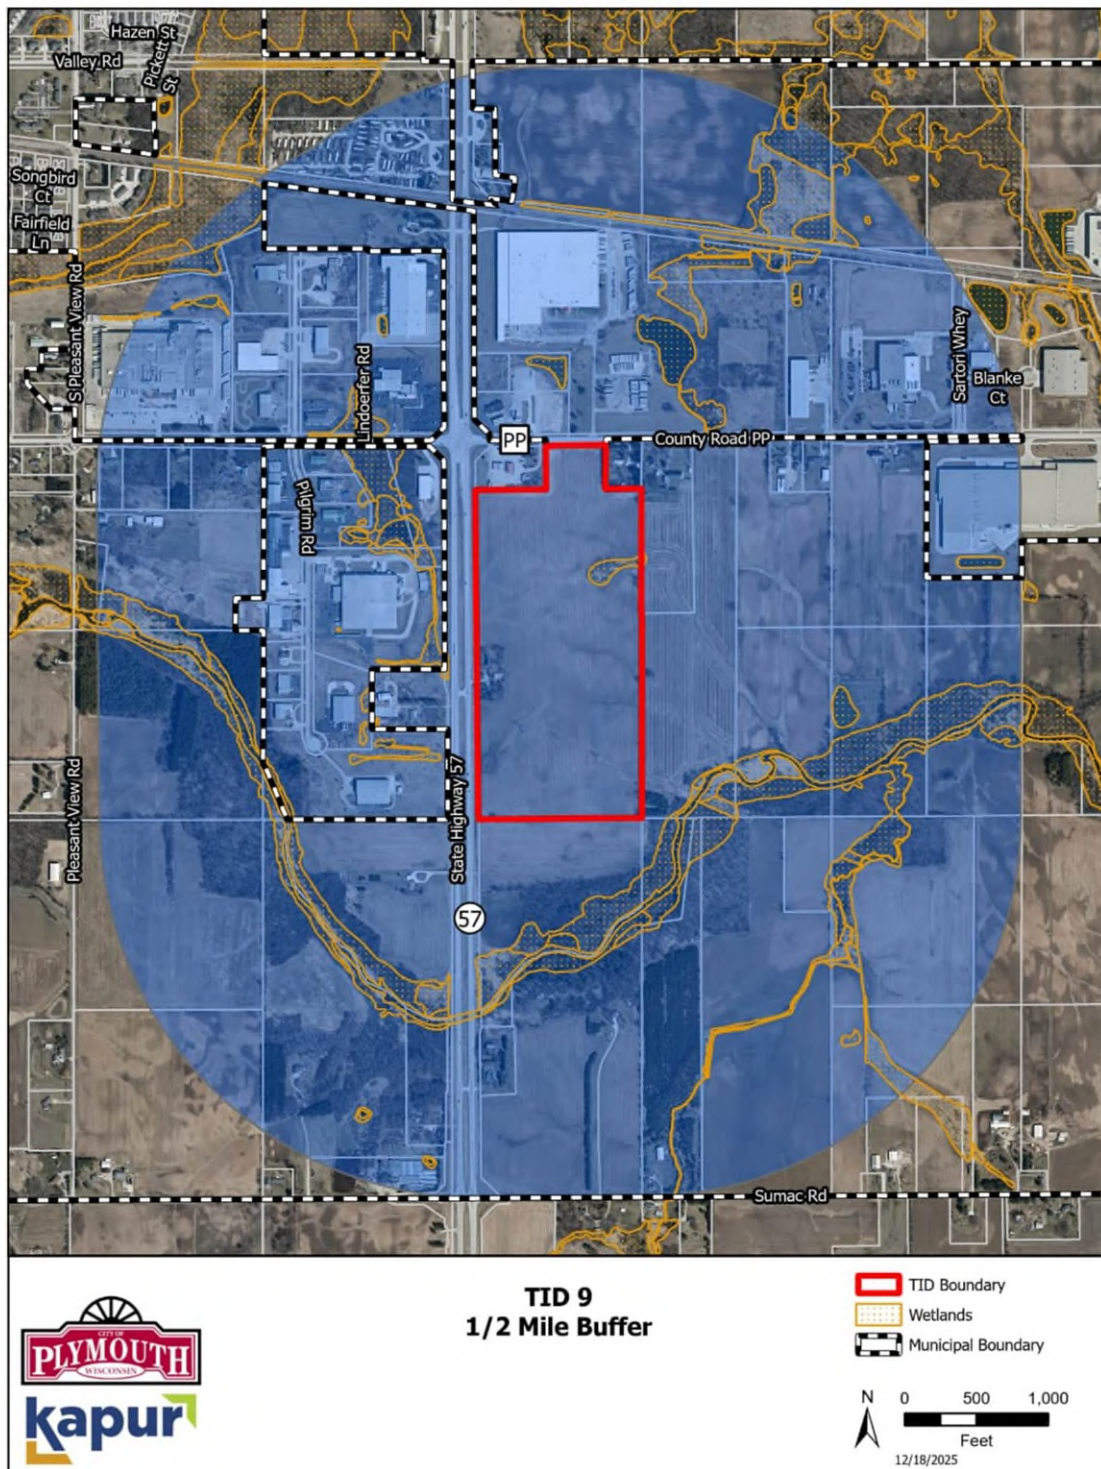 Hazen St
Valley Rd
Pickett St
Songbird
Ct
Fairfield
Ln
S Pleasant View Rd
Lindoerfer Rd
Sartori Whey
Blanke
Ct
PP
County Road PP
Pilgrim Rd
Pleasant View Rd
State Highway 57
57
Sumac Rd
TID 9
1/2 Mile Buffer
TID Boundary
Wetlands
Municipal Boundary
CITY OF
PLYMOUTH
WISCONSIN
kapur
N
0 500 1,000
Feet
12/18/2025